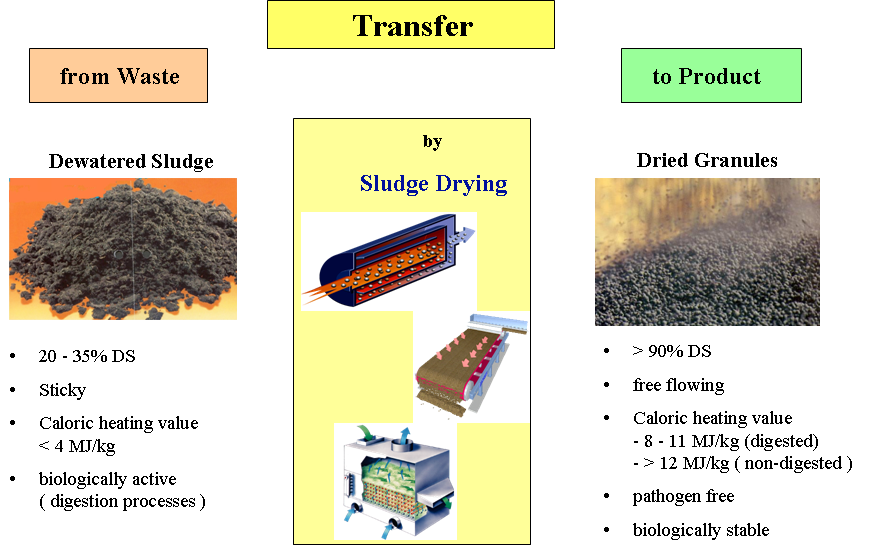 Transfer
from Waste
to Product
by
Sludge Drying
Dewatered Sludge
• 20 - 35% DS
• Sticky
• Caloric heating value
< 4 MJ/kg
• biologically active
( digestion processes )
Dried Granules
• > 90% DS
• free flowing
• Caloric heating value
- 8 - 11 MJ/kg (digested)
- > 12 MJ/kg ( non-digested )
• pathogen free
• biologically stable